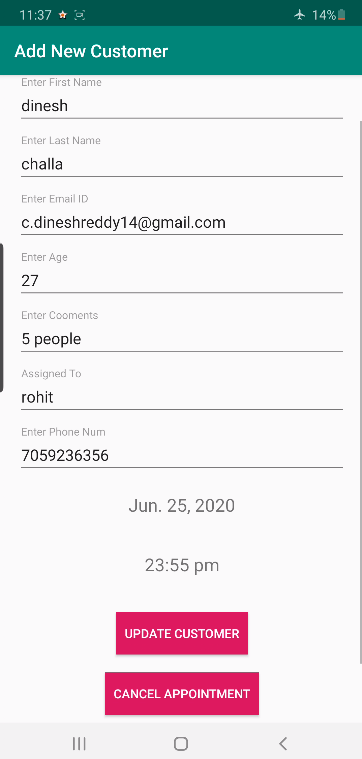 11:37
14%
Add New Customer
Enter First Name
dinesh
Enter Last Name
challa
Enter Email ID
c.dineshreddy14@gmail.com
Enter Age
27
Enter Cooments
5 people
Assigned To
rohit
Enter Phone Num
7059236356
Jun. 25, 2020
23:55 pm
UPDATE CUSTOMER
CANCEL APPOINTMENT